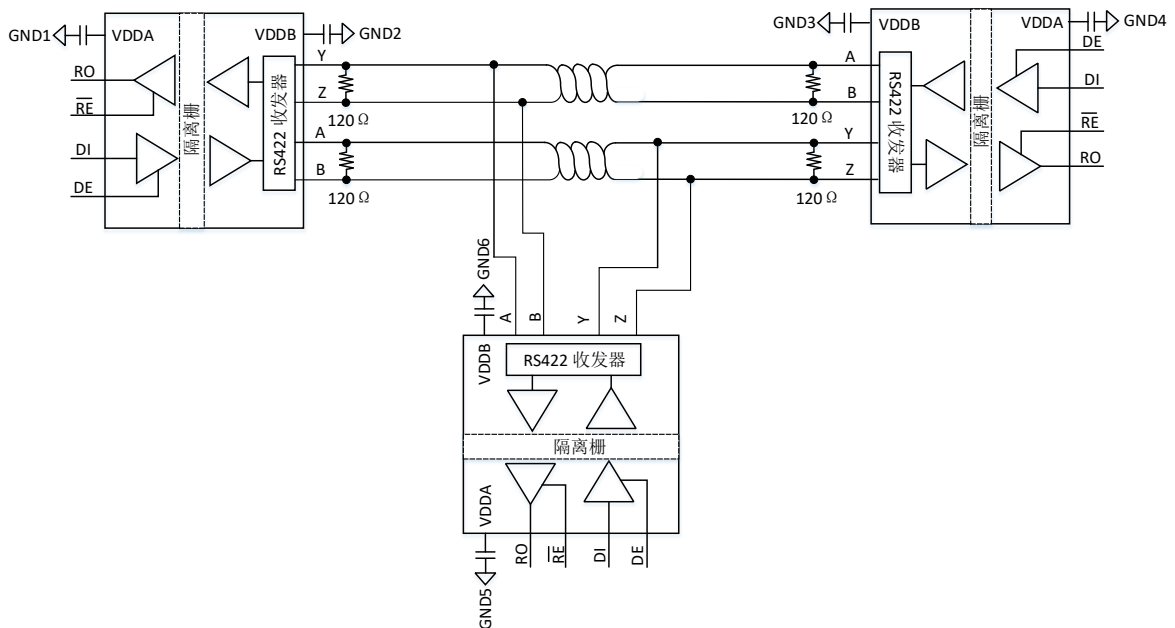 GND1
VDDA
VDDB
GND2
RO
RE
DI
DE
隔离栅
RS422 收发器
Y
Z
A
B
120 Ω
120 Ω
GND3
VDDB
VDDA
GND4
A
B
Y
Z
120 Ω
120 Ω
RS422 收发器
隔离栅
DE
DI
RE
RO
GND6
VDDB
A
B
Y
Z
RS422 收发器
隔离栅
VDDA
GND5
RO
RE
DI
DE